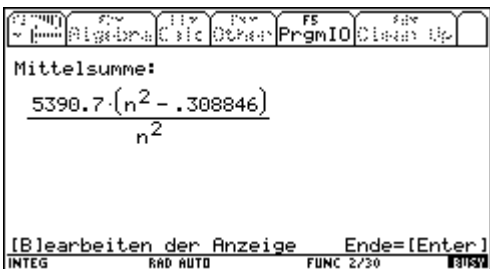 Algebra Calc Other PrgmIO Clean Up
F5
Mittelsumme:
5390.7·(n²-.308846)
n²
[B]earbeiten der Anzeige Ende=[Enter]
INTEG RAD AUTO FUNC 2/30 BUSY